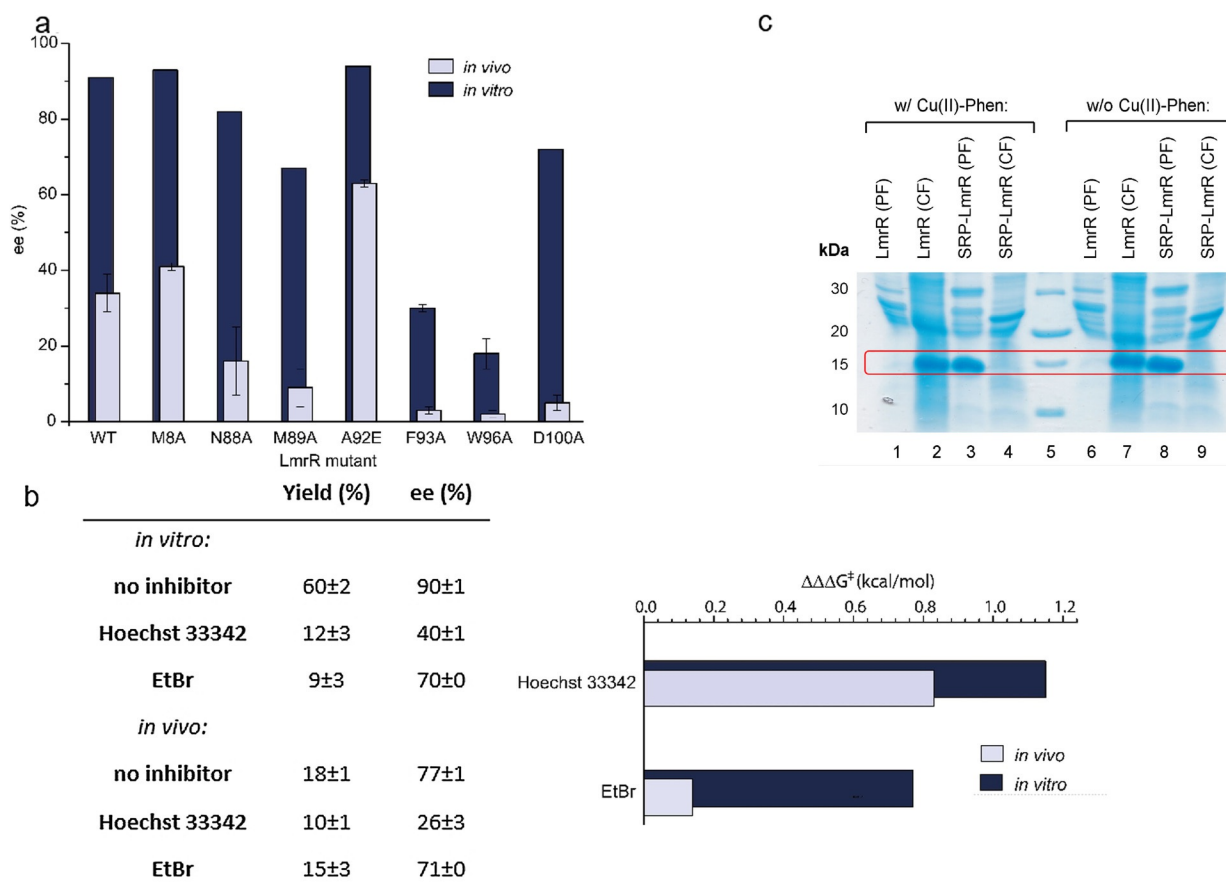 a
100
80
60
40
20
0
ee (%)
in vivo
in vitro
WT M8A N88A M89A A92E F93A W96A D100A
LmrR mutant
b
Yield (%) ee (%)
in vitro:
no inhibitor 60±2 90±1
Hoechst 33342 12±3 40±1
EtBr 9±3 70±0
in vivo:
no inhibitor 18±1 77±1
Hoechst 33342 10±1 26±3
EtBr 15±3 71±0
ΔΔΔG‡ (kcal/mol)
0.0 0.2 0.4 0.6 0.8 1.0 1.2
Hoechst 33342
EtBr
in vivo
in vitro
c
w/ Cu(II)-Phen: w/o Cu(II)-Phen:
LmrR (PF)
LmrR (CF)
SRP-LmrR (PF)
SRP-LmrR (CF)
LmrR (PF)
LmrR (CF)
SRP-LmrR (PF)
SRP-LmrR (CF)
kDa
30
20
15
10
1 2 3 4 5 6 7 8 9